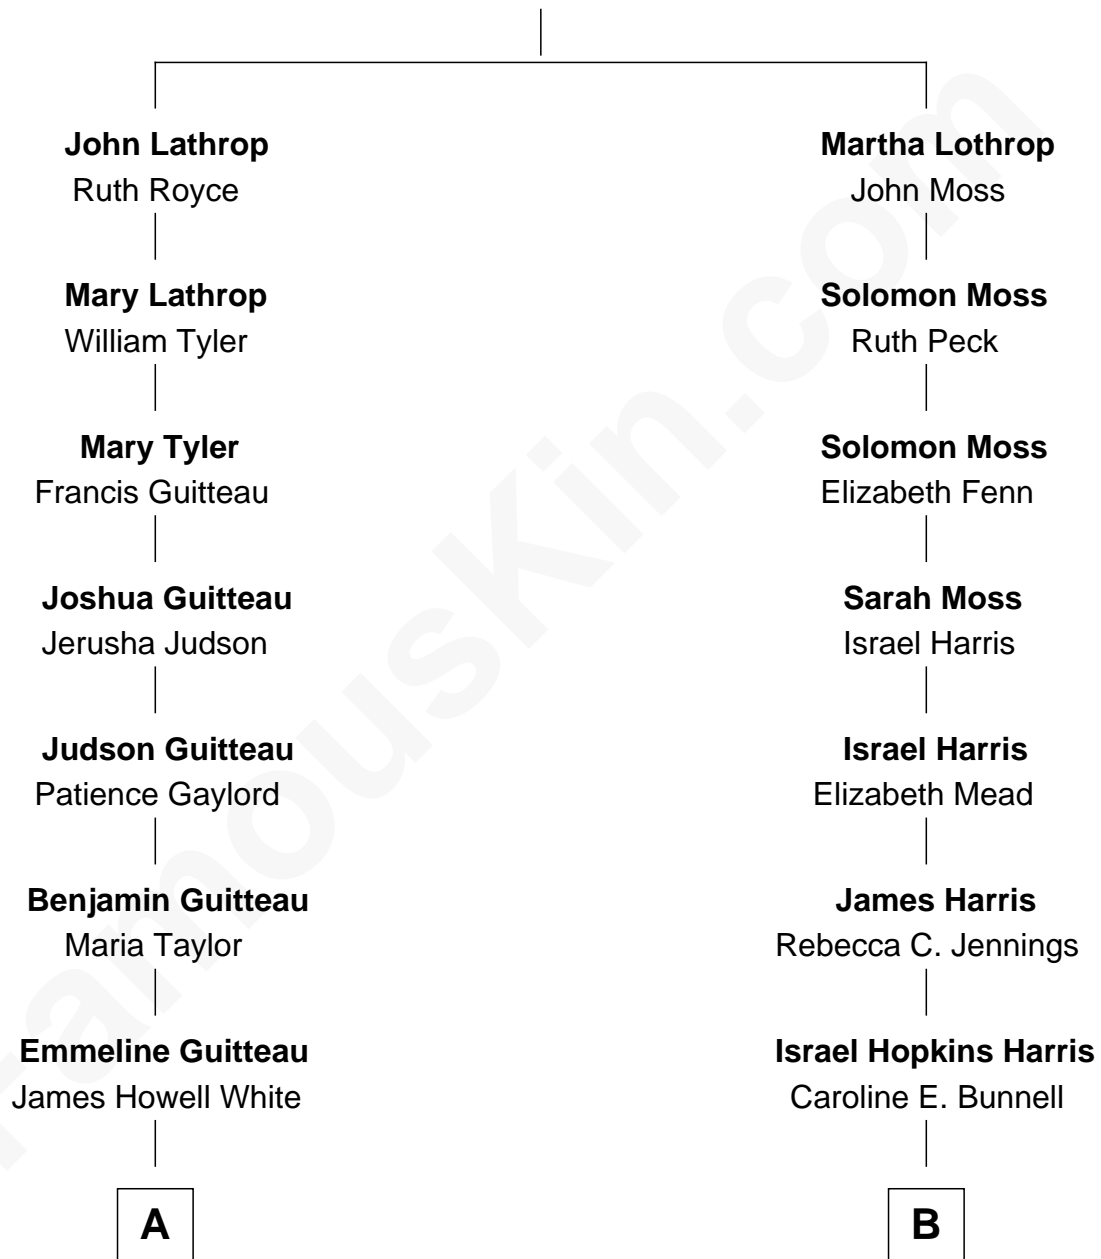 John Lathrop
Ruth Royce
Mary Lathrop
William Tyler
Mary Tyler
Francis Guitteau
Joshua Guitteau
Jerusha Judson
Judson Guitteau
Patience Gaylord
Benjamin Guitteau
Maria Taylor
Emmeline Guitteau
James Howell White
A
Martha Lothrop
John Moss
Solomon Moss
Ruth Peck
Solomon Moss
Elizabeth Fenn
Sarah Moss
Israel Harris
Israel Harris
Elizabeth Mead
James Harris
Rebecca C. Jennings
Israel Hopkins Harris
Caroline E. Bunnell
B
FamousKin.com